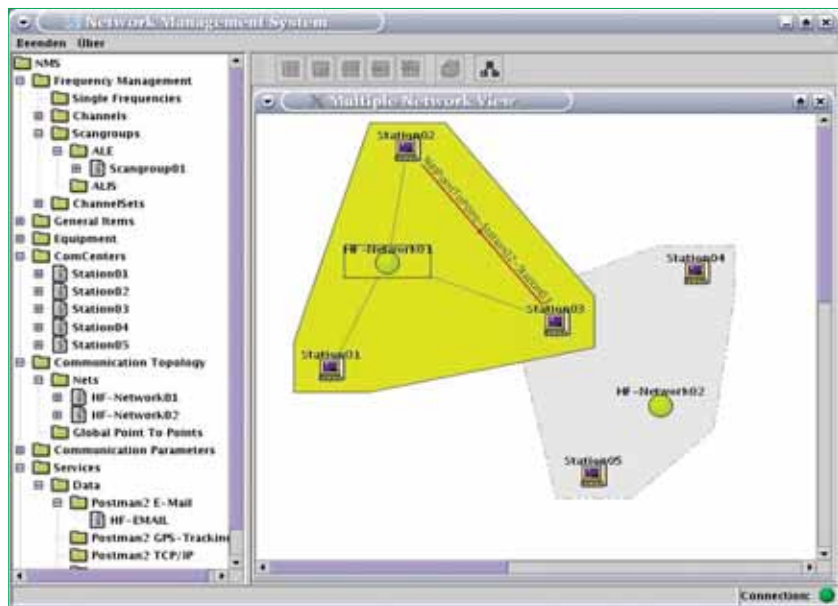 Network Management System
Beenden Über
NMS
Frequency Management
Single Frequencies
Channels
Scangroups
ALE
Scangroup01
ALIS
ChannelSets
General Items
Equipment
ComCenters
Station01
Station02
Station03
Station04
Station05
Communication Topology
Nets
HF-Network01
HF-Network02
Global Point To Points
Communication Parameters
Services
Data
Postman2 E-Mail
HF-EMAIL
Postman2 GPS-Tracking
Postman2 TCP/IP
Multiple Network View
Station02
HF-Network01
Station03
Station01
Station04
HF-Network02
Station05
Connection: